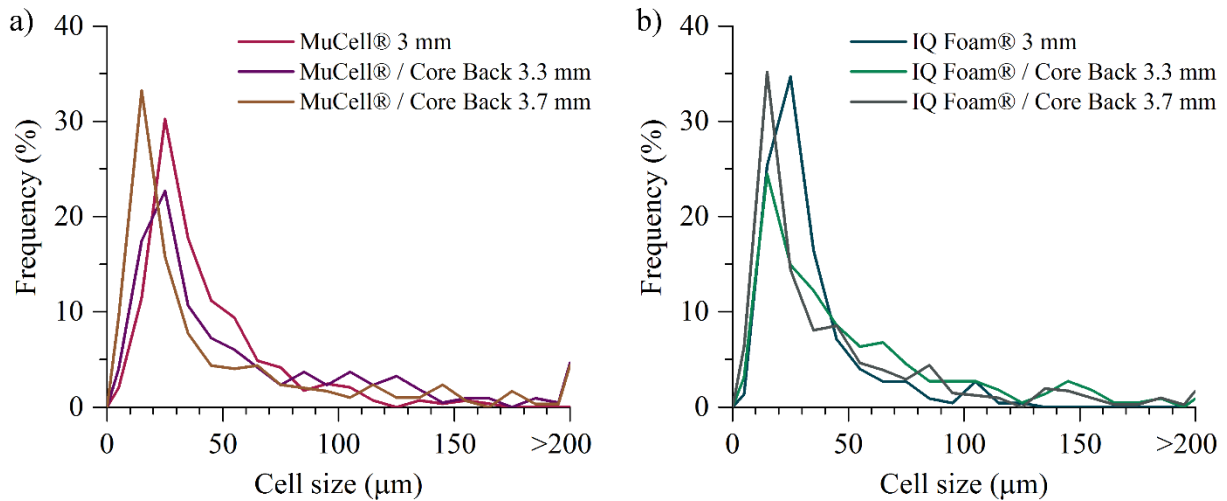 a)
MuCell® 3 mm
MuCell® / Core Back 3.3 mm
MuCell® / Core Back 3.7 mm
Frequency (%)
40
30
20
10
0
0 50 100 150 >200
Cell size (μm)
b)
IQ Foam® 3 mm
IQ Foam® / Core Back 3.3 mm
IQ Foam® / Core Back 3.7 mm
Frequency (%)
40
30
20
10
0
0 50 100 150 >200
Cell size (μm)